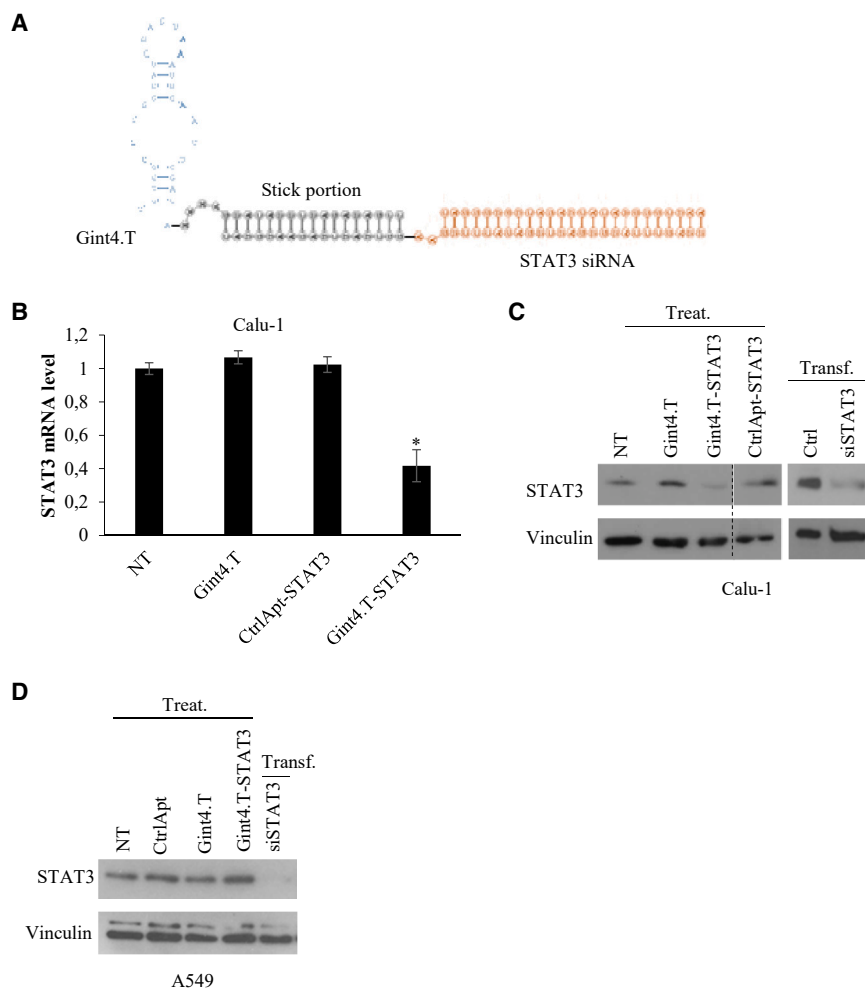 A
Stick portion
Gint4.T
STAT3 siRNA
B
Calu-1
STAT3 mRNA level
1,2
1
0,8
0,6
0,4
0,2
0
*
NT
Gint4.T
CtrlApt-STAT3
Gint4.T-STAT3
C
Treat.
Transf.
NT
Gint4.T
Gint4.T-STAT3
CtrlApt-STAT3
Ctrl
siSTAT3
STAT3
Vinculin
Calu-1
D
Treat.
Transf.
NT
CtrlApt
Gint4.T
Gint4.T-STAT3
siSTAT3
STAT3
Vinculin
A549